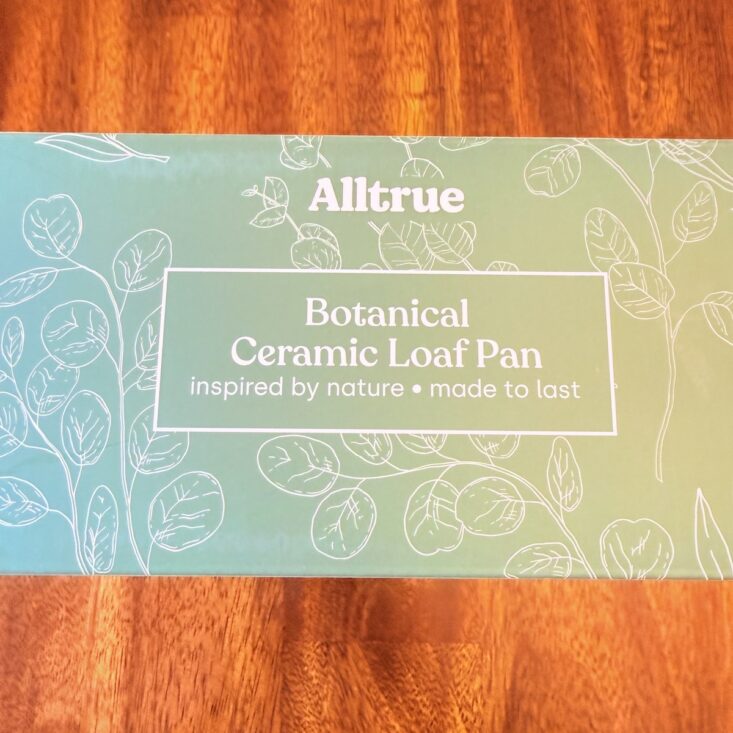 Alltrue
Botanical
Ceramic Loaf Pan
inspired by nature • made to last